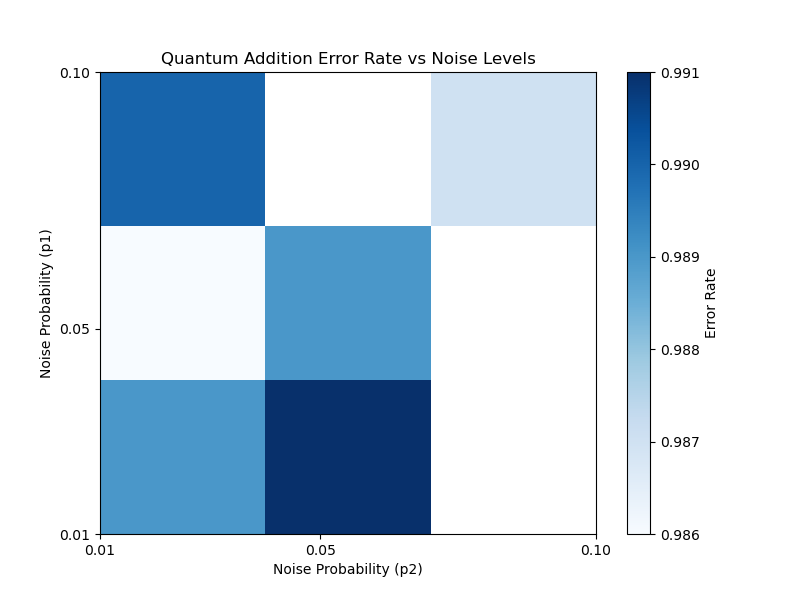 Quantum Addition Error Rate vs Noise Levels
Noise Probability (p1)
0.10
0.05
0.01
0.01 0.05 0.10
Noise Probability (p2)
0.991
0.990
0.989
0.988
0.987
0.986
Error Rate